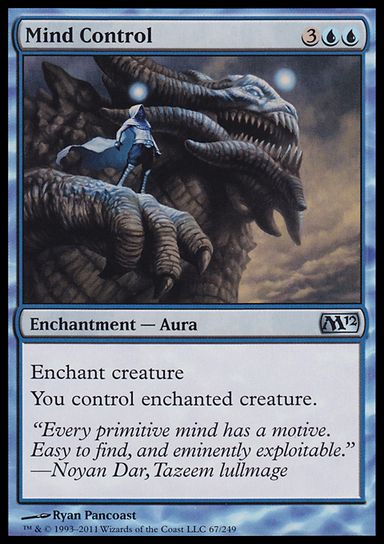 Mind Control 3
Enchantment — Aura M12
Enchant creature
You control enchanted creature.
“Every primitive mind has a motive.
Easy to find, and eminently exploitable.”
—Noyan Dar, Tazeem lullmage
Ryan Pancoast
™ & © 1993–2011 Wizards of the Coast LLC 67/249